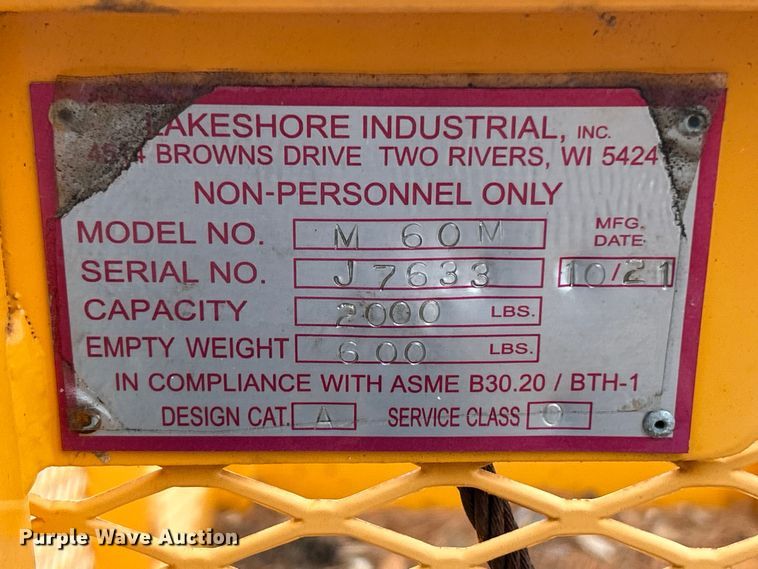 LAKESHORE INDUSTRIAL, INC.
BROWNS DRIVE TWO RIVERS, WI 5424
NON-PERSONNEL ONLY
MODEL NO. M 60M
MFG. DATE
SERIAL NO. J7633 10/21
CAPACITY 2000 LBS.
EMPTY WEIGHT 600 LBS.
IN COMPLIANCE WITH ASME B30.20 / BTH-1
DESIGN CAT. A SERVICE CLASS 0
Purple Wave Auction